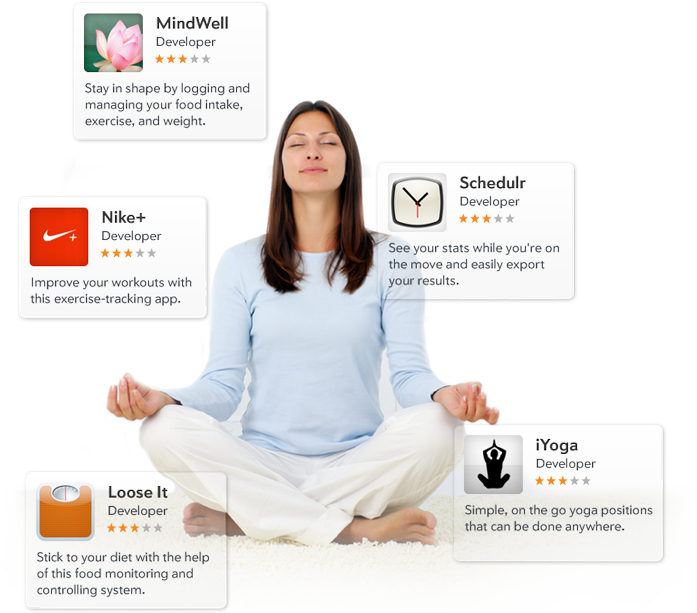 MindWell
Developer
Stay in shape by logging and
managing your food intake,
exercise, and weight.
Schedulr
Developer
See your stats while you're on
the move and easily export
your results.
Nike+
Developer
Improve your workouts with
this exercise-tracking app.
iYoga
Developer
Simple, on the go yoga positions
that can be done anywhere.
Loose It
Developer
Stick to your diet with the help
of this food monitoring and
controlling system.